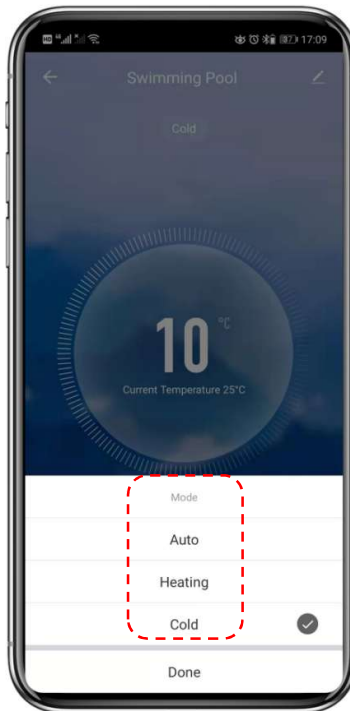 17:09
Swimming Pool
Cold
10 °C
Current Temperature 25°C
Mode
Auto
Heating
Cold
Done